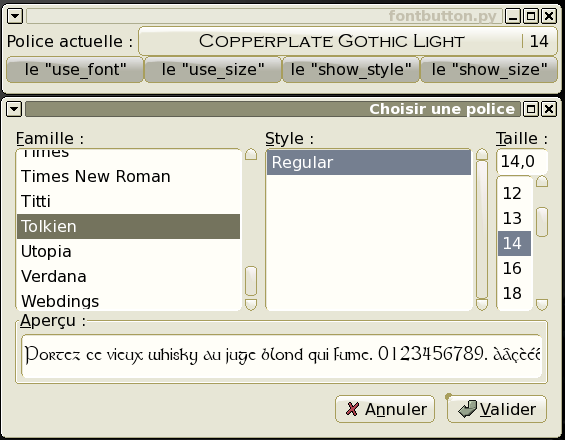 fontbutton.py
Police actuelle : Copperplate Gothic Light 14
le "use_font" le "use_size" le "show_style" le "show_size"
Choisir une police
Famille : Style : Taille :
Times
Times New Roman
Titti
Tolkien
Utopia
Verdana
Webdings
Regular
14,0
12
13
14
16
18
Aperçu :
Portez ce vieux whisky au juge blond qui fume. 0123456789. àâçèéê
Annuler Valider